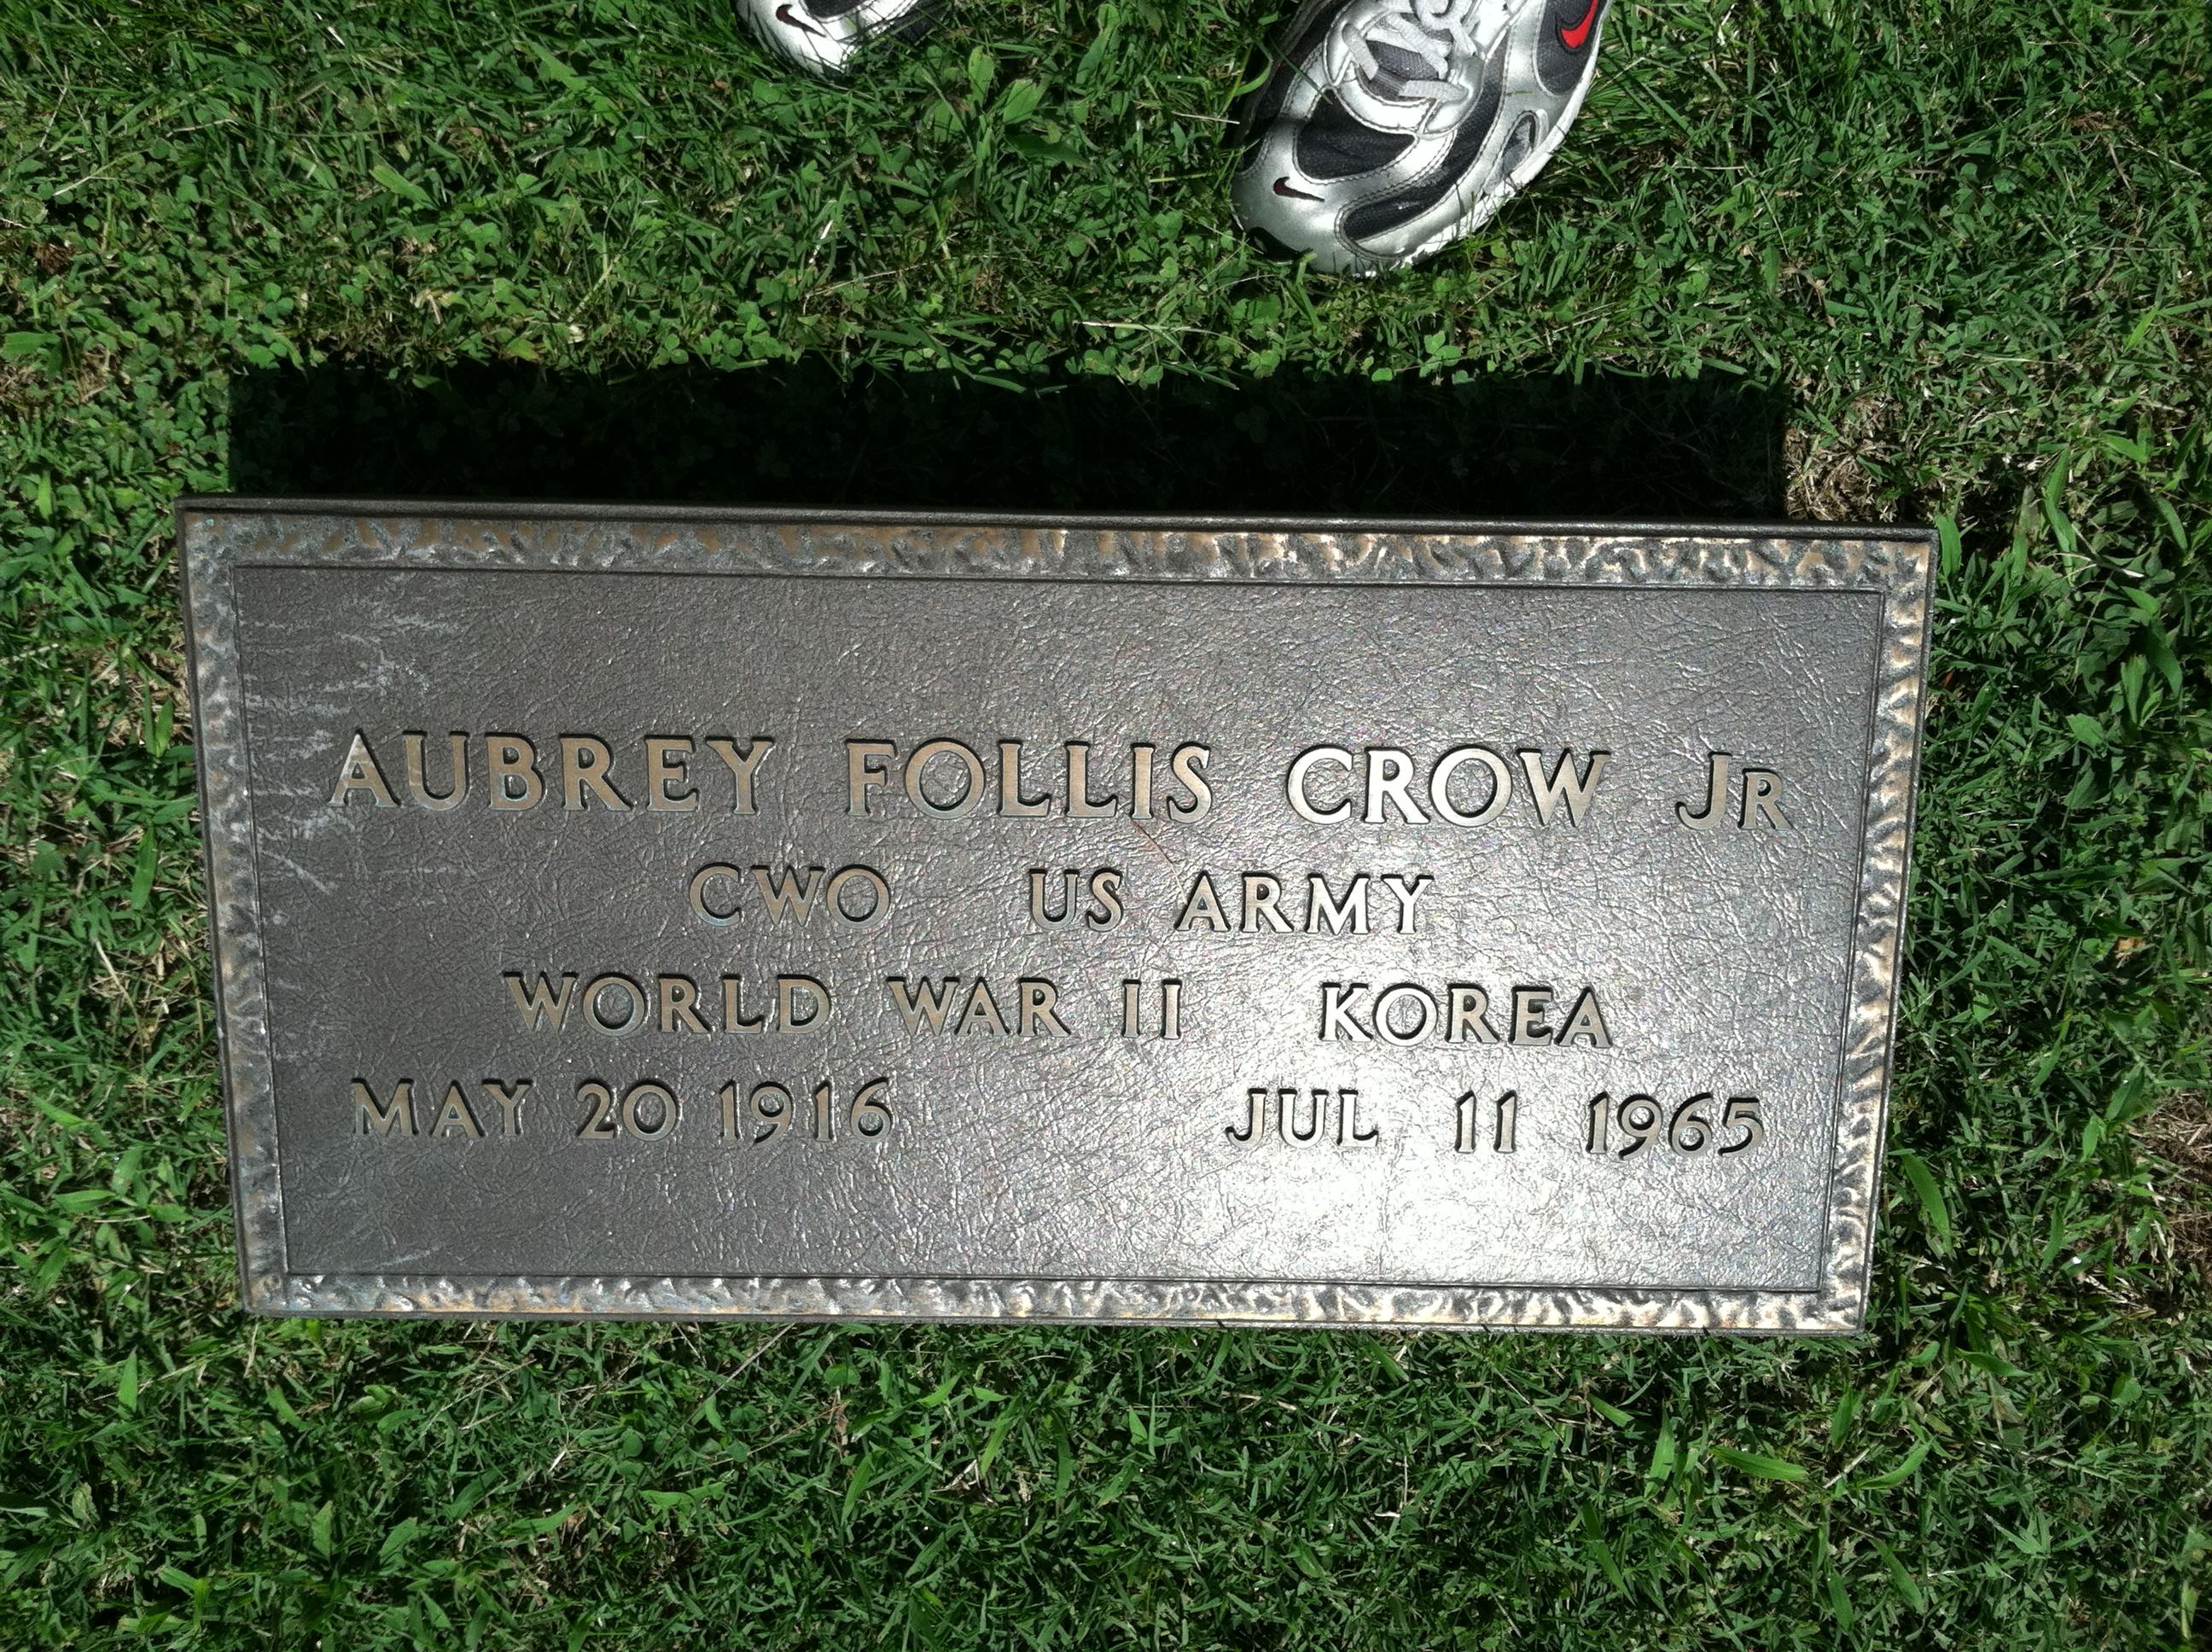 AUBREY FOLLIS CROW JR
CWO US ARMY
WORLD WAR II KOREA
MAY 20 1916 JUL 11 1965